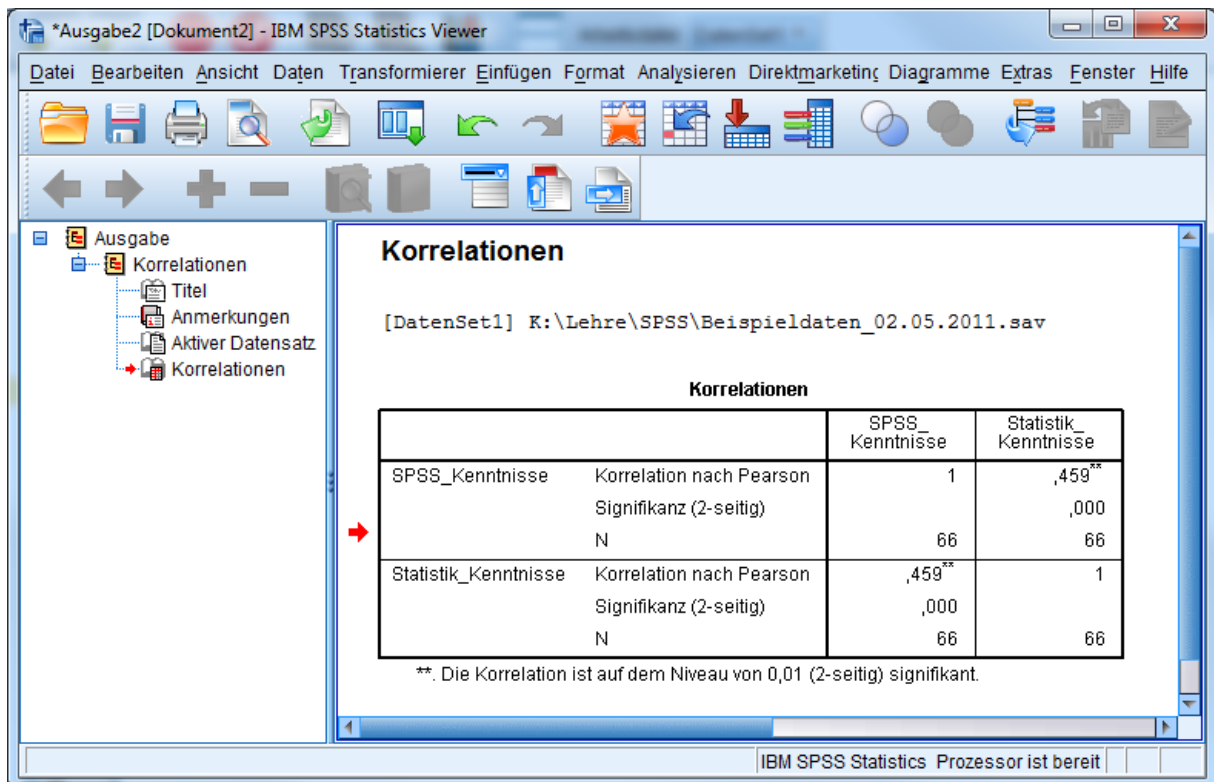 *Ausgabe2 [Dokument2] - IBM SPSS Statistics Viewer
Datei Bearbeiten Ansicht Daten Transformierer Einfügen Format Analysieren Direktmarketing Diagramme Extras Fenster Hilfe
Ausgabe
Korrelationen
Titel
Anmerkungen
Aktiver Datensatz
Korrelationen
Korrelationen
[DatenSet1] K:\Lehre\SPSS\Beispieldaten_02.05.2011.sav
Korrelationen
SPSS_ Statistik_
Kenntnisse Kenntnisse
SPSS_Kenntnisse Korrelation nach Pearson 1 ,459**
Signifikanz (2-seitig) ,000
N 66 66
Statistik_Kenntnisse Korrelation nach Pearson ,459** 1
Signifikanz (2-seitig) ,000
N 66 66
**. Die Korrelation ist auf dem Niveau von 0,01 (2-seitig) signifikant.
IBM SPSS Statistics Prozessor ist bereit